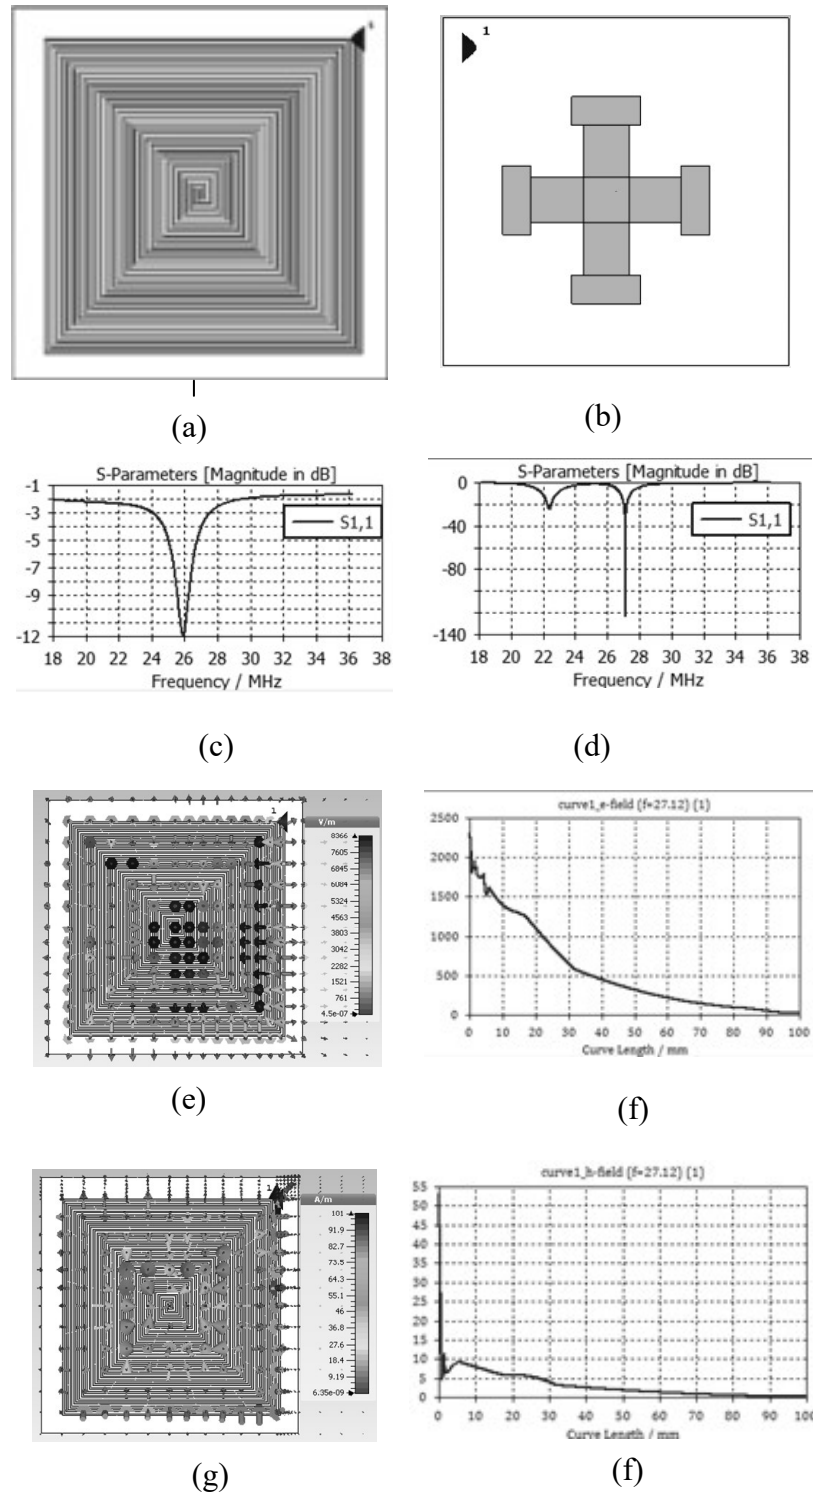 1
(a)
(b)
S-Parameters [Magnitude in dB]
-1
-3
-5
-7
-9
-12
S1,1
18 20 22 24 26 28 30 32 34 36 38
Frequency / MHz
(c)
S-Parameters [Magnitude in dB]
0
-40
-80
-140
S1,1
18 20 22 24 26 28 30 32 34 36 38
Frequency / MHz
(d)
1
V/m
8366
7605
6845
6084
5324
4563
3803
3042
2282
1521
761
4.5e-07
(e)
curve1_e-field (f=27.12) (1)
2500
2000
1500
1000
500
0
0 10 20 30 40 50 60 70 80 90 100
Curve Length / mm
(f)
1
A/m
101
91.9
82.7
73.5
64.3
55.1
46
36.8
27.6
18.4
9.19
6.35e-09
(g)
curve1_h-field (f=27.12) (1)
55
50
45
40
35
30
25
20
15
10
5
0
0 10 20 30 40 50 60 70 80 90 100
Curve Length / mm
(f)